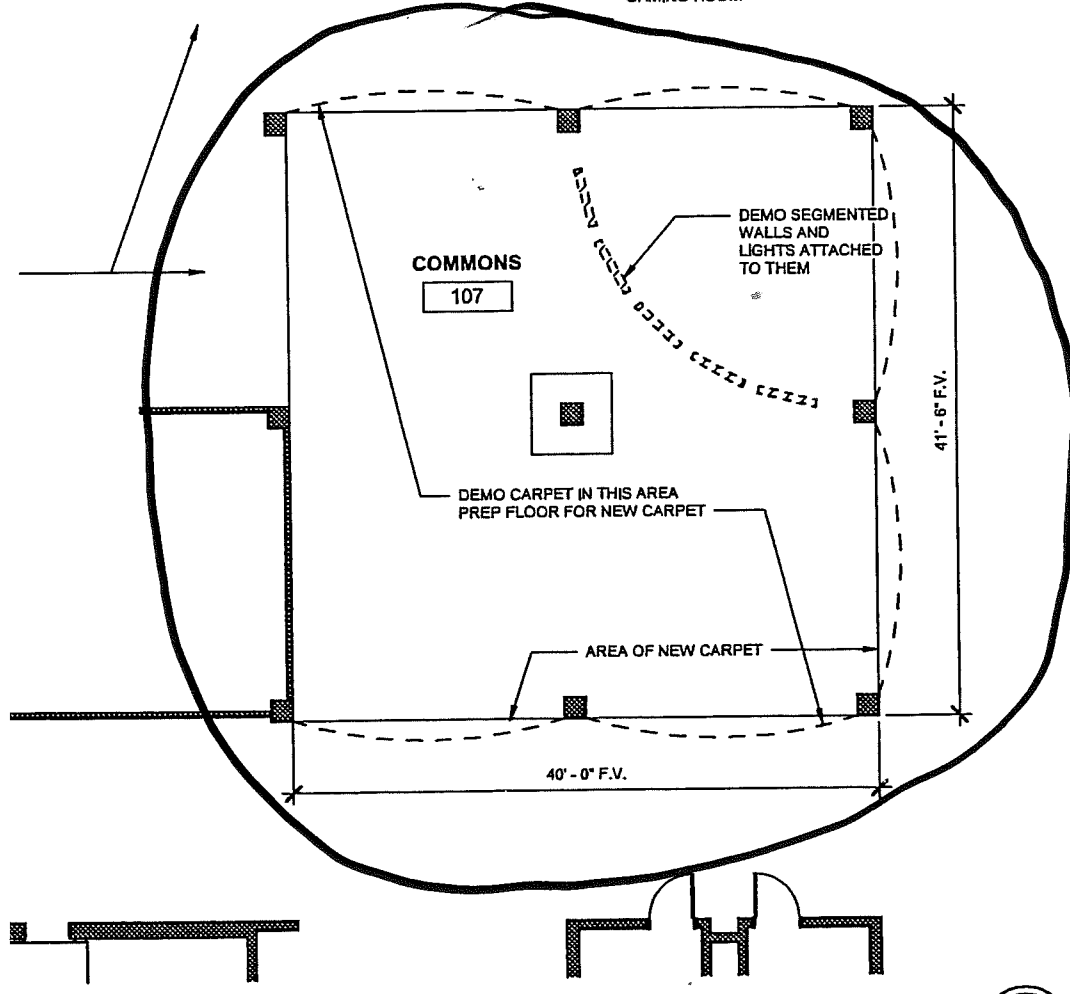 DEMO SEGMENTED
WALLS AND
LIGHTS ATTACHED
TO THEM
COMMONS
107
41' - 6" F.V.
DEMO CARPET IN THIS AREA
PREP FLOOR FOR NEW CARPET
AREA OF NEW CARPET
40' - 0" F.V.